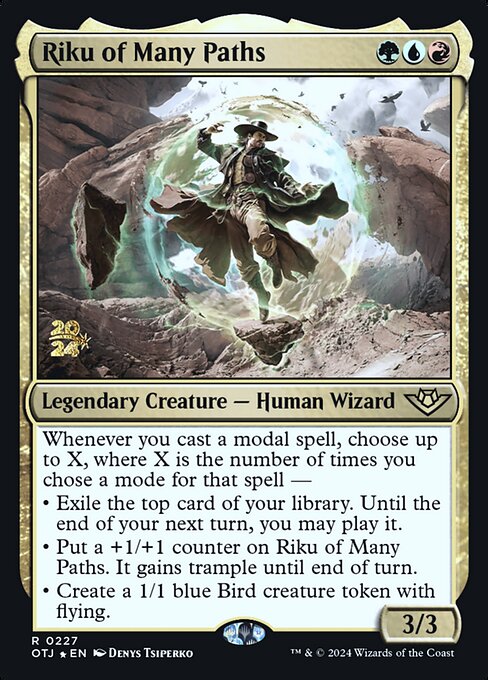 Riku of Many Paths
2024
Legendary Creature — Human Wizard
Whenever you cast a modal spell, choose up
to X, where X is the number of times you
chose a mode for that spell —
• Exile the top card of your library. Until the
end of your next turn, you may play it.
• Put a +1/+1 counter on Riku of Many
Paths. It gains trample until end of turn.
• Create a 1/1 blue Bird creature token with
flying.
3/3
R 0227
OTJ ★ EN DENYS TSIPERKO
™ & © 2024 Wizards of the Coast